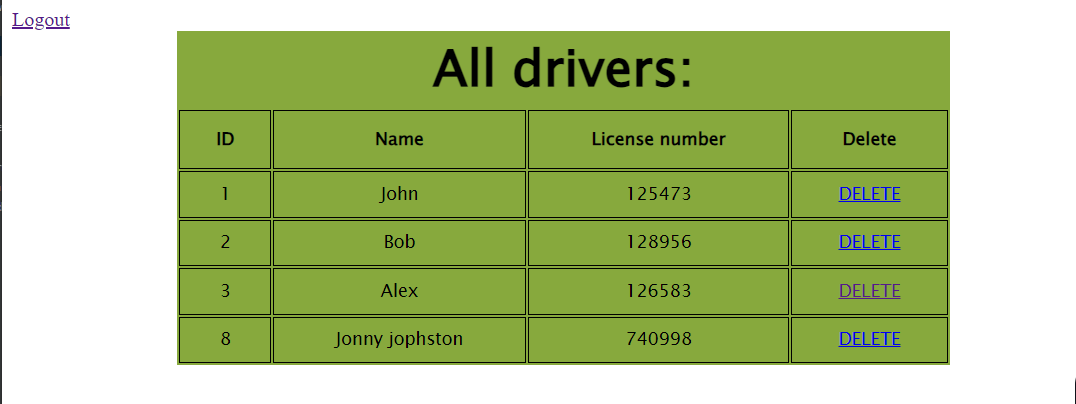 Logout
All drivers:
ID Name License number Delete
1 John 125473 DELETE
2 Bob 128956 DELETE
3 Alex 126583 DELETE
8 Jonny jophston 740998 DELETE